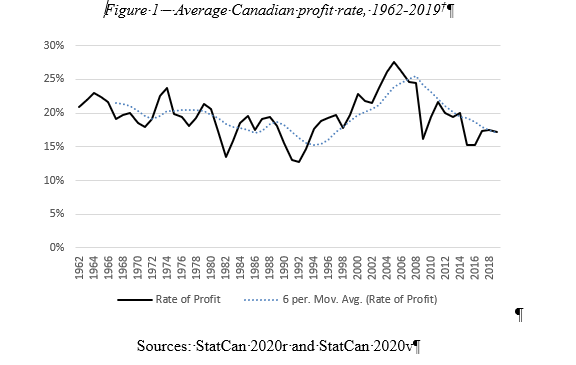 Figure·1·–·Average·Canadian·profit·rate,·1962-2019†¶
30%
25%
20%
15%
10%
5%
0%
1962 1964 1966 1968 1970 1972 1974 1976 1978 1980 1982 1984 1986 1988 1990 1992 1994 1996 1998 2000 2002 2004 2006 2008 2010 2012 2014 2016 2018
Rate of Profit 6 per. Mov. Avg. (Rate of Profit)
¶
Sources:·StatCan·2020r·and·StatCan·2020v¶